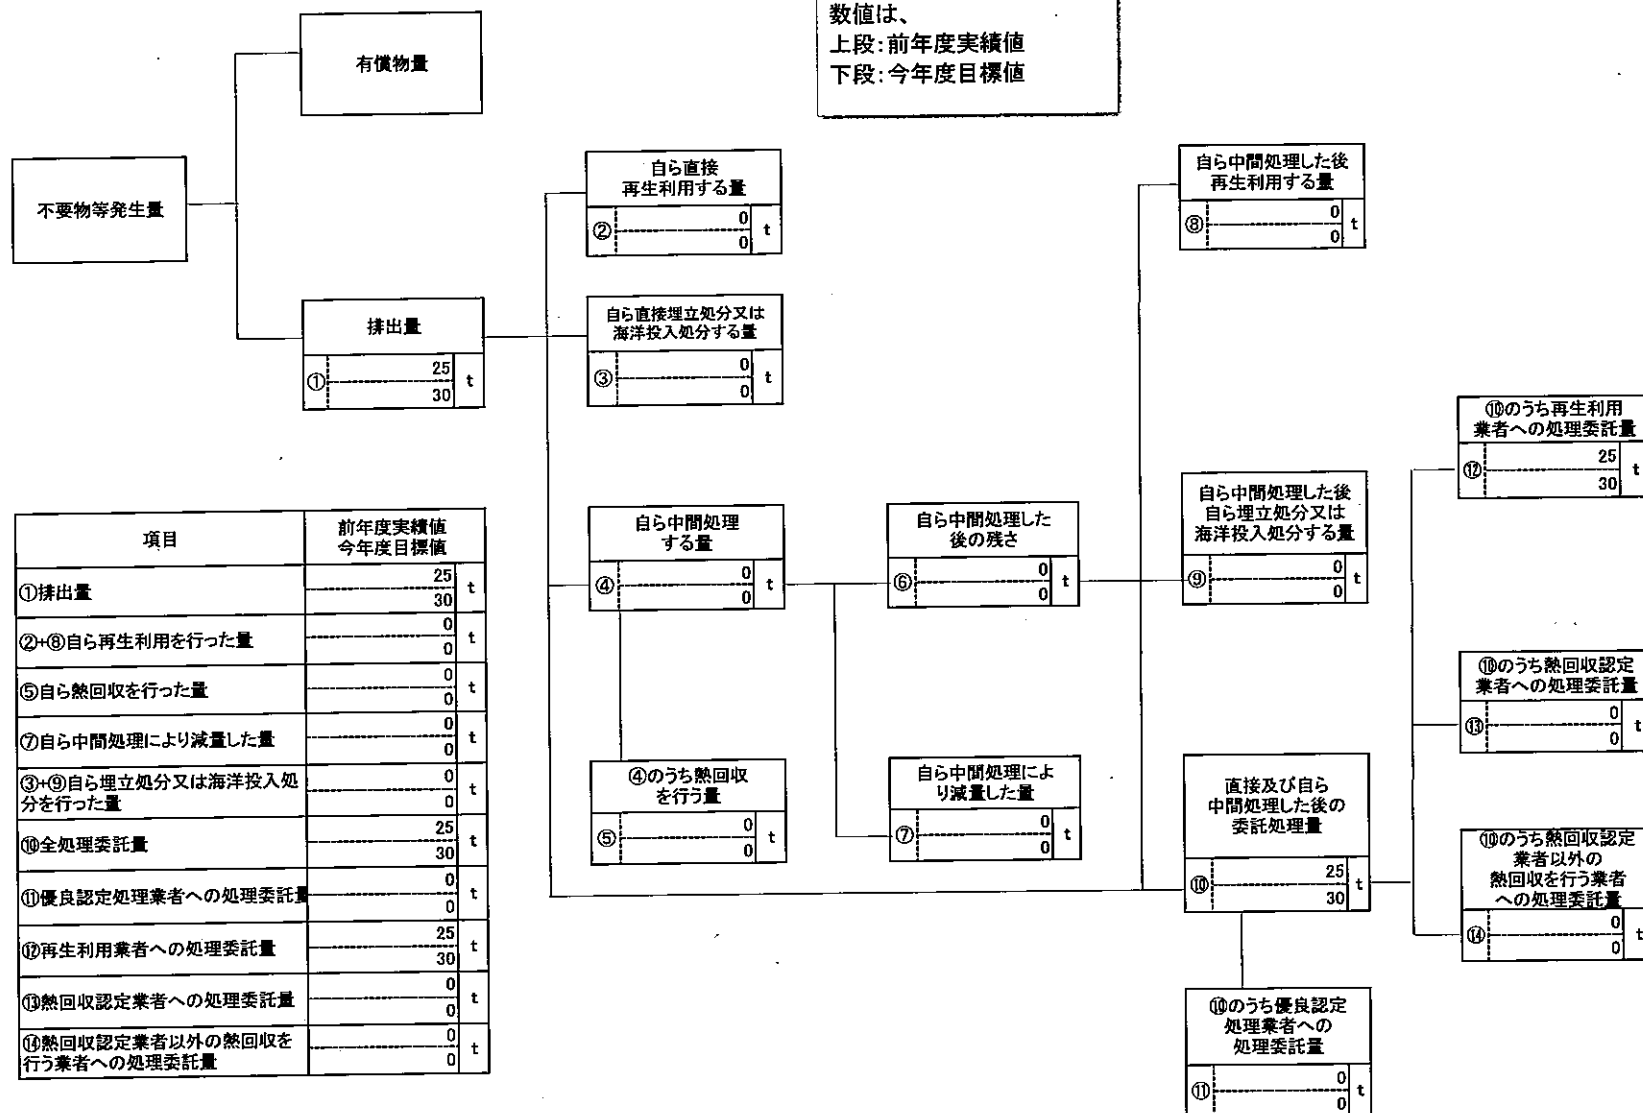 数値は、
上段:前年度実績値
下段:今年度目標値
有償物量
不要物等発生量
排出量
① 25 t
30
自ら直接
再生利用する量
② 0 t
0
自ら直接埋立処分又は
海洋投入処分する量
③ 0 t
0
自ら中間処理
する量
④ 0 t
0
④のうち熱回収
を行う量
⑤ 0 t
0
自ら中間処理した
後の残さ
⑥ 0 t
0
自ら中間処理によ
り減量した量
⑦ 0 t
0
自ら中間処理した後
再生利用する量
⑧ 0 t
0
自ら中間処理した後
自ら埋立処分又は
海洋投入処分する量
⑨ 0 t
0
直接及び自ら
中間処理した後の
委託処理量
⑩ 25 t
30
⑩のうち優良認定
処理業者への
処理委託量
⑪ 0 t
0
⑩のうち再生利用
業者への処理委託量
⑫ 25 t
30
⑩のうち熱回収認定
業者への処理委託量
⑬ 0 t
0
⑩のうち熱回収認定
業者以外の
熱回収を行う業者
への処理委託量
⑭ 0 t
0
項目 前年度実績値
今年度目標値
①排出量 25 t
30
②+⑧自ら再生利用を行った量 0 t
0
⑤自ら熱回収を行った量 0 t
0
⑦自ら中間処理により減量した量 0 t
0
③+⑨自ら埋立処分又は海洋投入処 0 t
分を行った量 0
⑩全処理委託量 25 t
30
⑪優良認定処理業者への処理委託量 0 t
0
⑫再生利用業者への処理委託量 25 t
30
⑬熱回収認定業者への処理委託量 0 t
0
⑭熱回収認定業者以外の熱回収を 0 t
行う業者への処理委託量 0